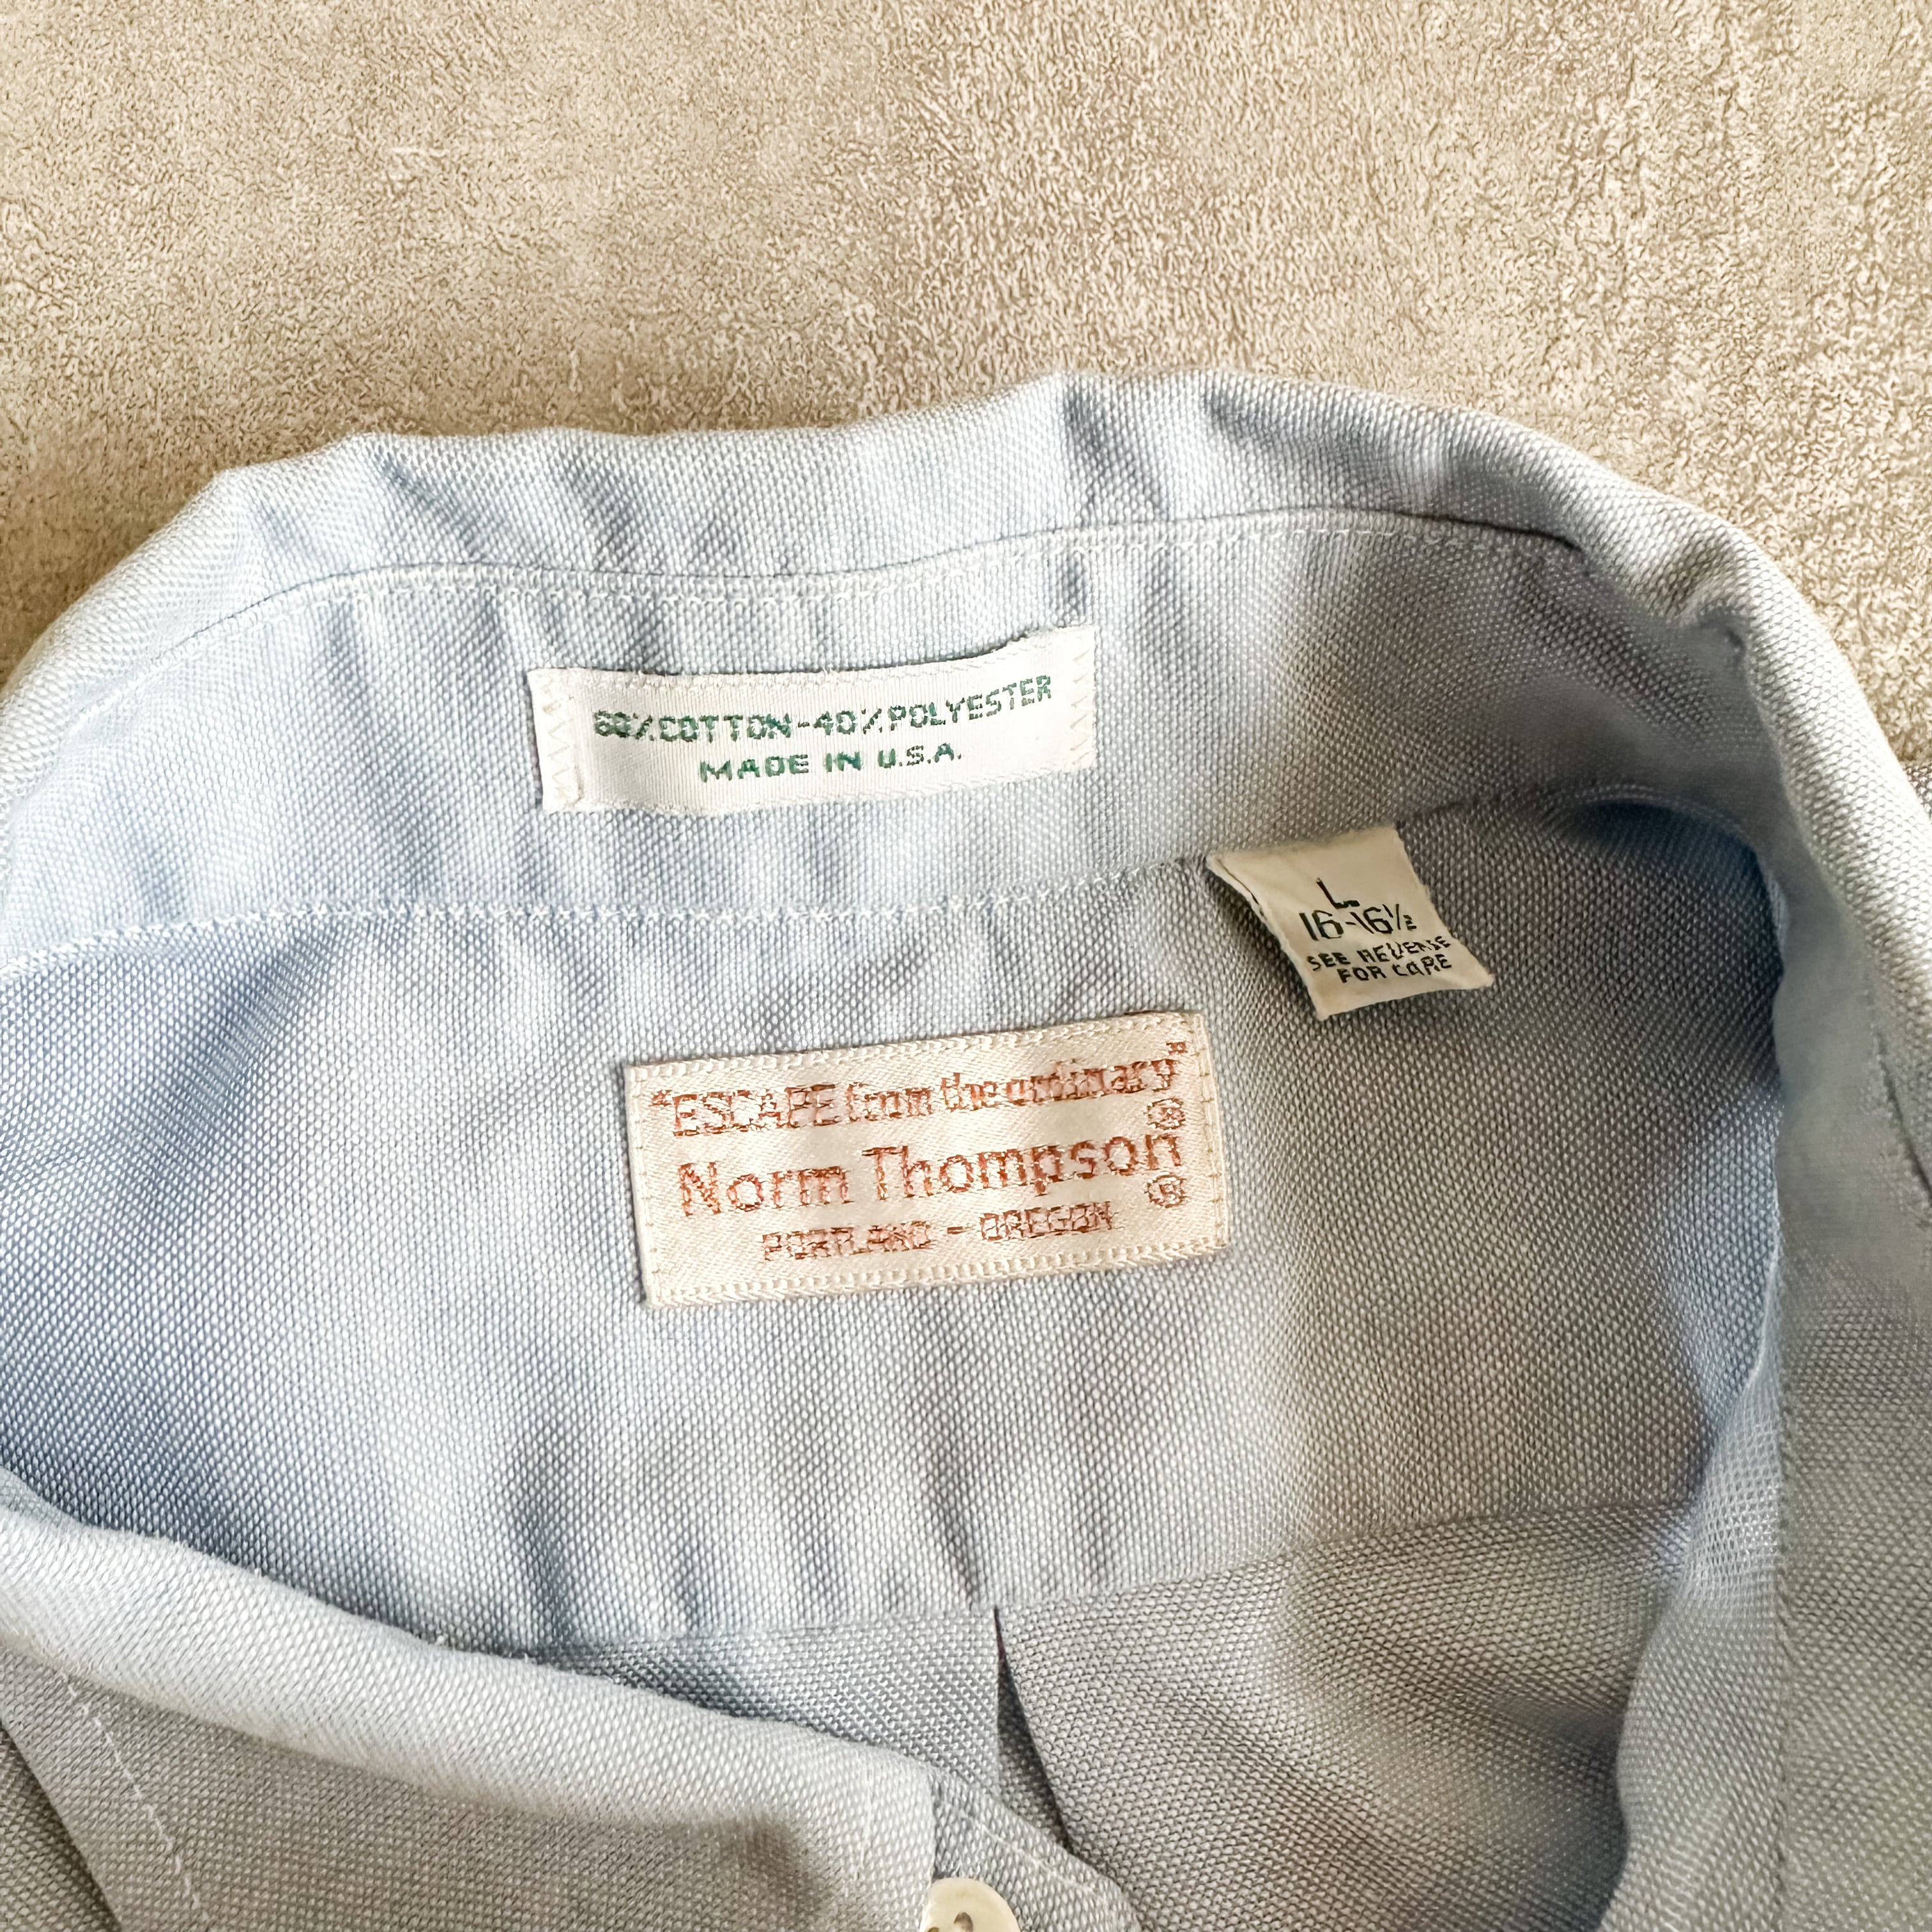 60%COTTON-40%POLYESTER
MADE IN U.S.A.
L
16-16½
SEE REVERSE
FOR CARE
"ESCAPE from the ordinary"
®
Norm Thompson
®
PORTLAND - OREGON